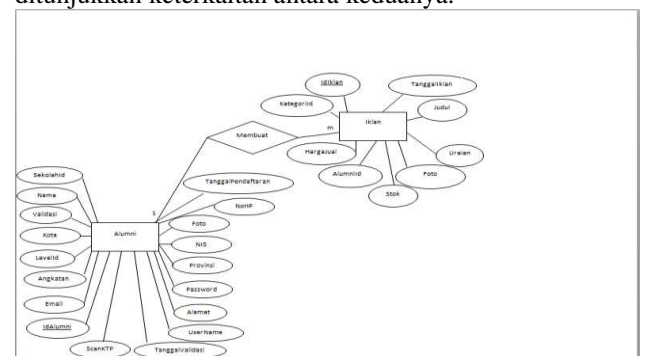 ditunjukkan keterkaitan antara keduanya.
IdIklan
TanggalIklan
KategoriId
Judul
Iklan
m
Membuat
HargaJual
Uraian
AlumniId
Foto
Stok
SekolahId
TanggalPendaftaran
Nama
NoHP
Validasi
1
Foto
Kota
Alumni
NIS
LevelId
Provinsi
Angkatan
Password
Email
Alamat
IdAlumni
UserName
ScanKTP
TanggalValidasi